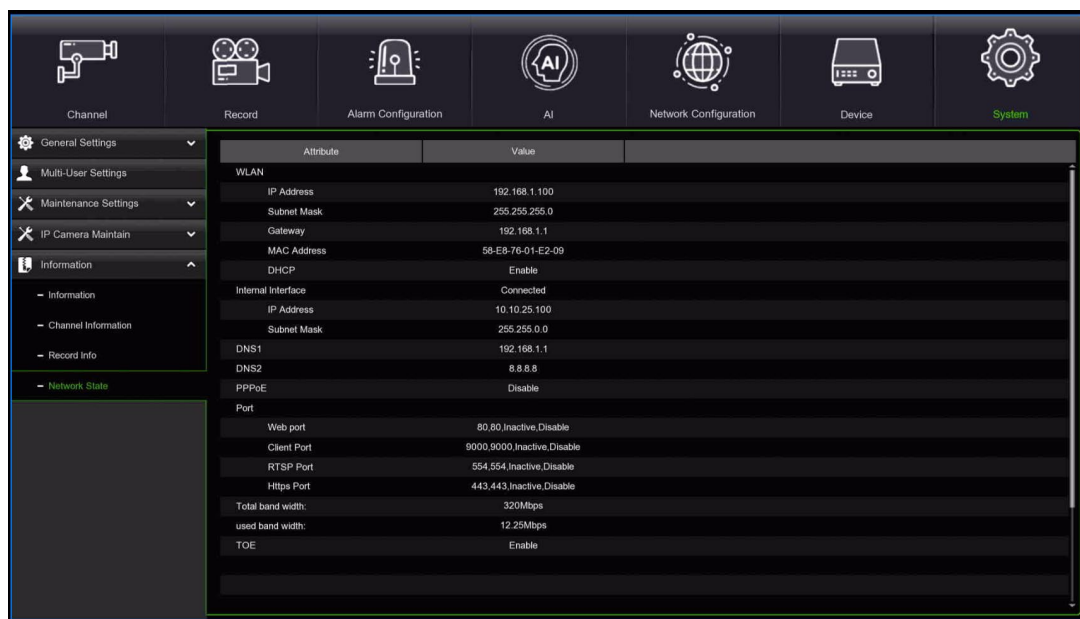 AI
Channel Record Alarm Configuration AI Network Configuration Device System
General Settings
Multi-User Settings
Maintenance Settings
IP Camera Maintain
Information
– Information
– Channel Information
– Record Info
– Network State
Attribute Value
WLAN
IP Address 192.168.1.100
Subnet Mask 255.255.255.0
Gateway 192.168.1.1
MAC Address 58-E8-76-01-E2-09
DHCP Enable
Internal Interface Connected
IP Address 10.10.25.100
Subnet Mask 255.255.0.0
DNS1 192.168.1.1
DNS2 8.8.8.8
PPPoE Disable
Port
Web port 80,80,Inactive,Disable
Client Port 9000,9000,Inactive,Disable
RTSP Port 554,554,Inactive,Disable
Https Port 443,443,Inactive,Disable
Total band width: 320Mbps
used band width: 12.25Mbps
TOE Enable